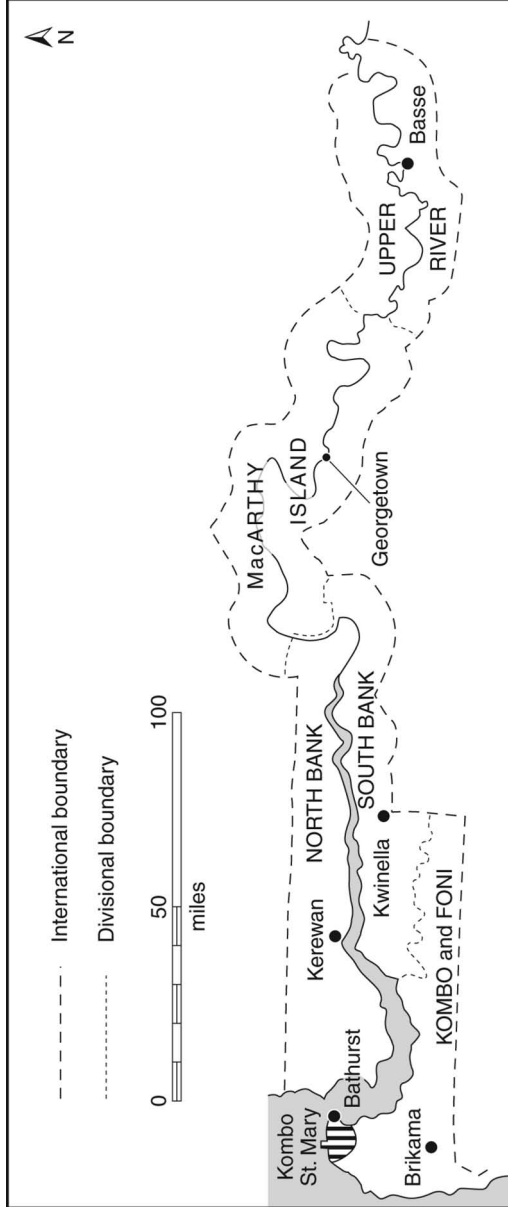 N
International boundary
Divisional boundary
0
50
100
miles
MacARTHY
ISLAND
UPPER
RIVER
Basse
Georgetown
NORTH BANK
SOUTH BANK
Kerewan
Kwinella
Kombo
St. Mary
Bathurst
KOMBO and FONI
Brikama